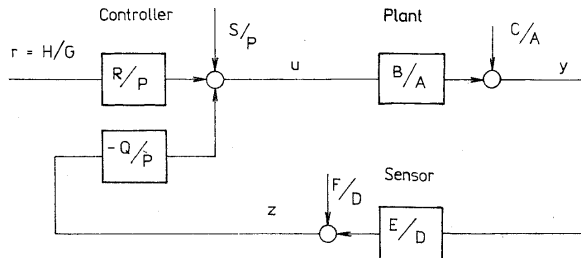 Controller
Plant
S/P
C/A
r = H/G
R/P
u
B/A
y
-Q/P
F/D
Sensor
z
E/D